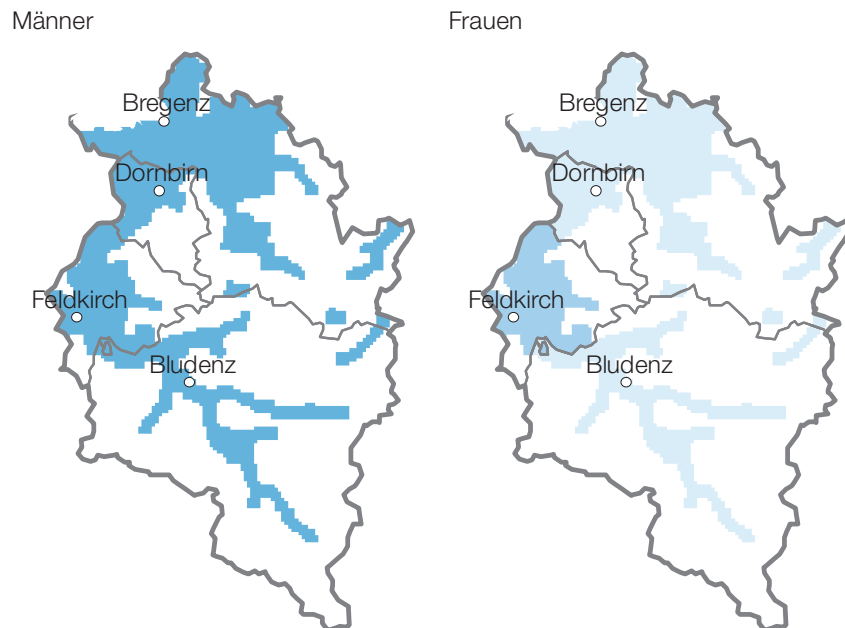 Männer
Bregenz
Dornbirn
Feldkirch
Bludenz
Frauen
Bregenz
Dornbirn
Feldkirch
Bludenz